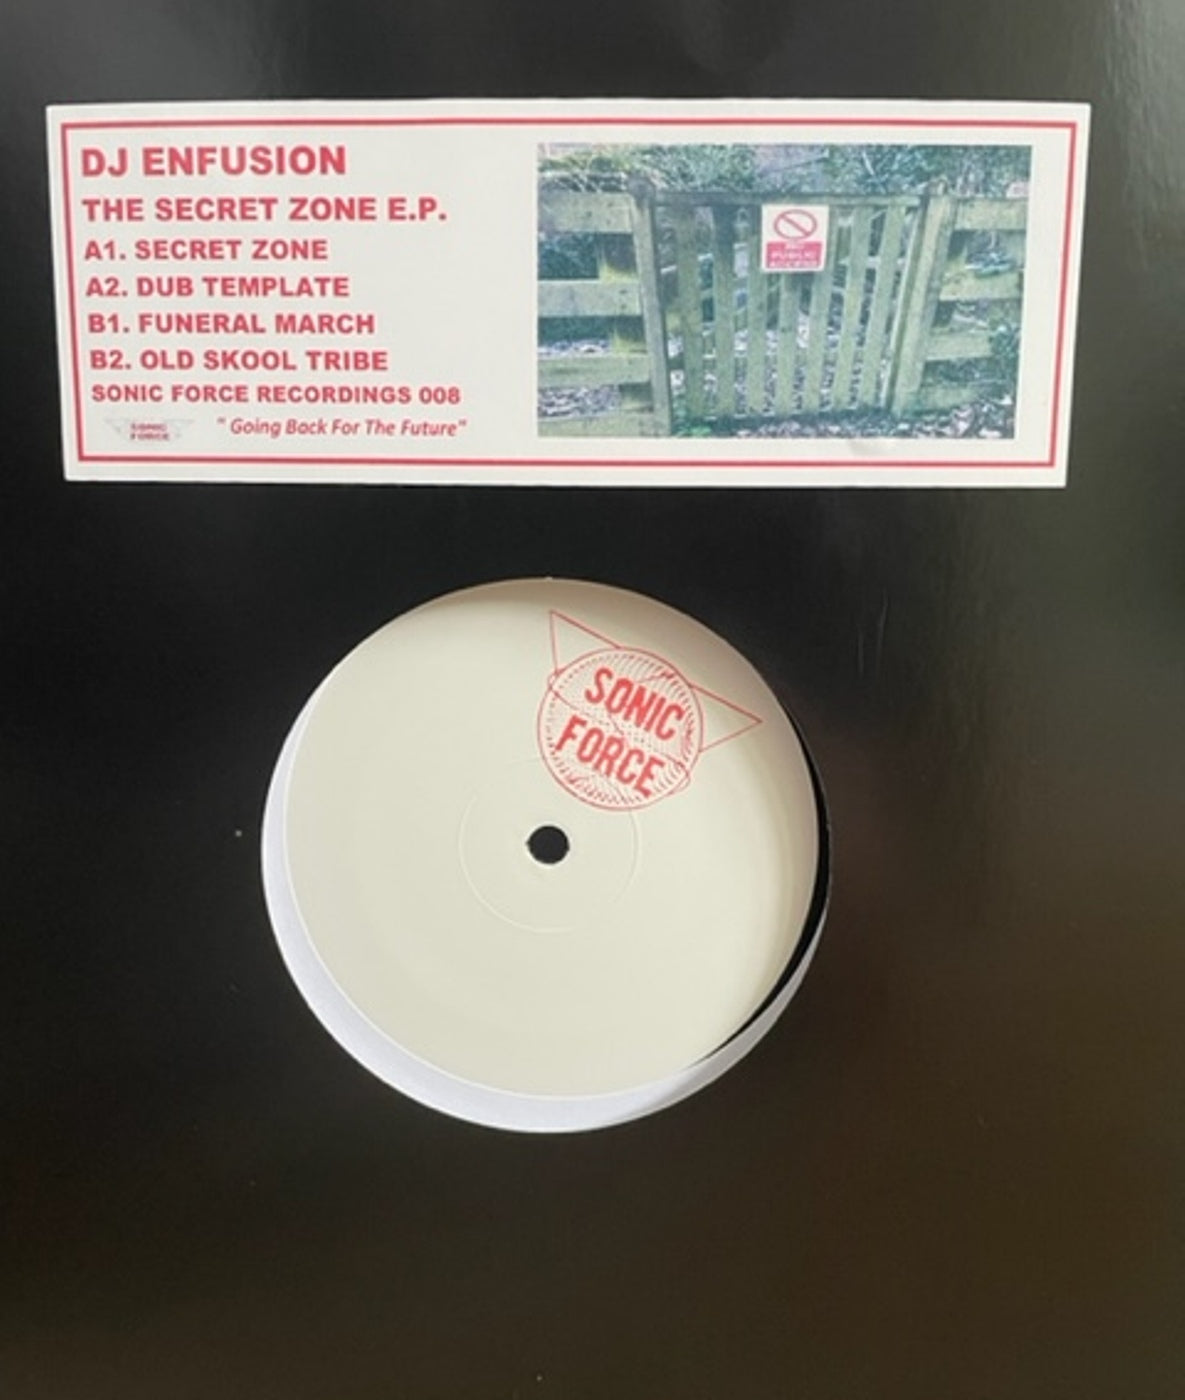 DJ ENFUSION
THE SECRET ZONE E.P.
A1. SECRET ZONE
A2. DUB TEMPLATE
B1. FUNERAL MARCH
B2. OLD SKOOL TRIBE
SONIC FORCE RECORDINGS 008
SONIC
FORCE
" Going Back For The Future"
SONIC
FORCE